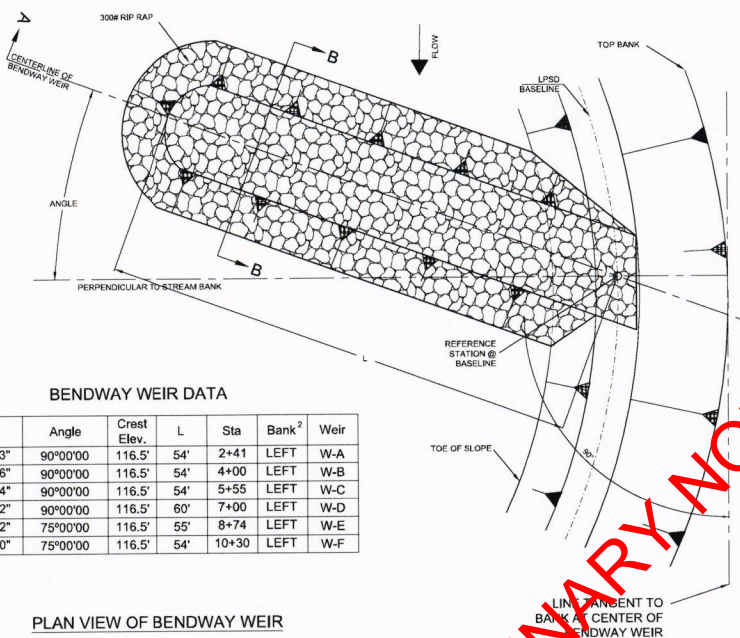 A
300# RIP RAP
CENTERLINE OF
BENDWAY WEIR
B
FLOW
TOP BANK
LPSD
BASELINE
ANGLE
B
PERPENDICULAR TO STREAM BANK
REFERENCE
STATION @
BASELINE
L
TOE OF SLOPE
90°
BENDWAY WEIR DATA
Angle Crest Elev. L Sta Bank² Weir
3" 90°00'00 116.5' 54' 2+41 LEFT W-A
6" 90°00'00 116.5' 54' 4+00 LEFT W-B
4" 90°00'00 116.5' 54' 5+55 LEFT W-C
2" 90°00'00 116.5' 60' 7+00 LEFT W-D
2" 75°00'00 116.5' 55' 8+74 LEFT W-E
0" 75°00'00 116.5' 54' 10+30 LEFT W-F
LINE TANGENT TO
BANK AT CENTER OF
BENDWAY WEIR
PLAN VIEW OF BENDWAY WEIR
NARY NO